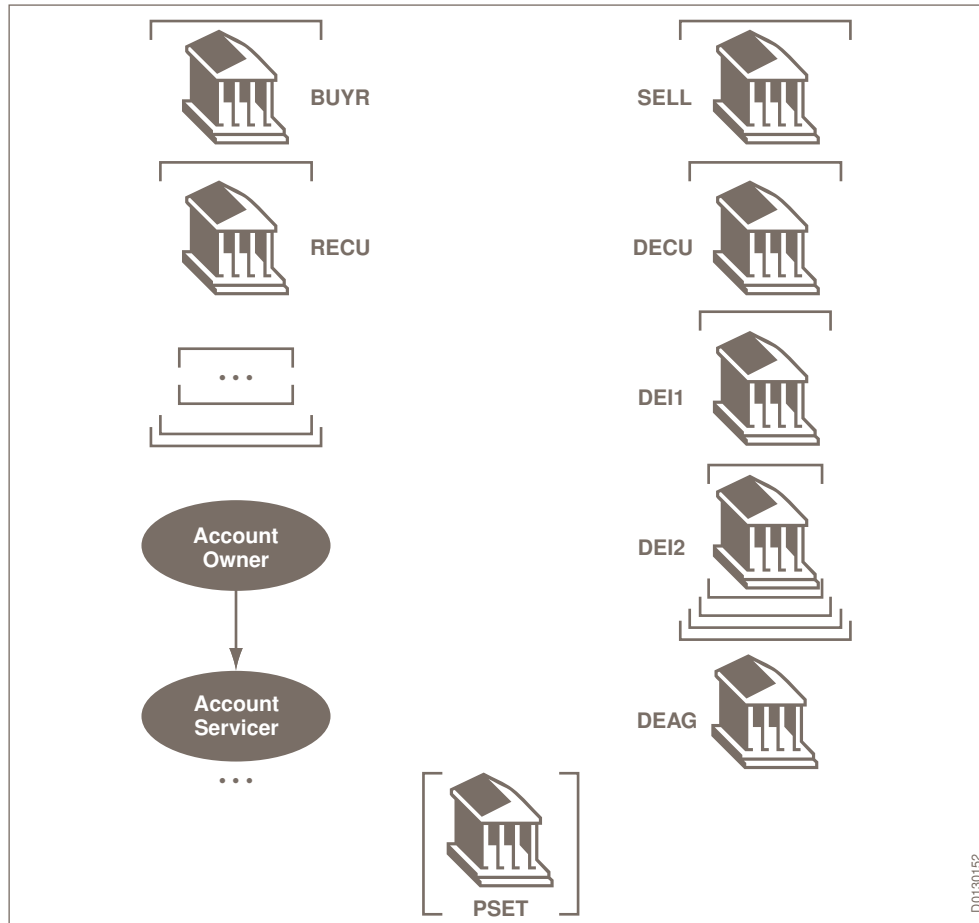 BUYR
SELL
RECU
DECU
...
DEI1
Account
Owner
DEI2
Account
Servicer
DEAG
...
PSET
D0130152